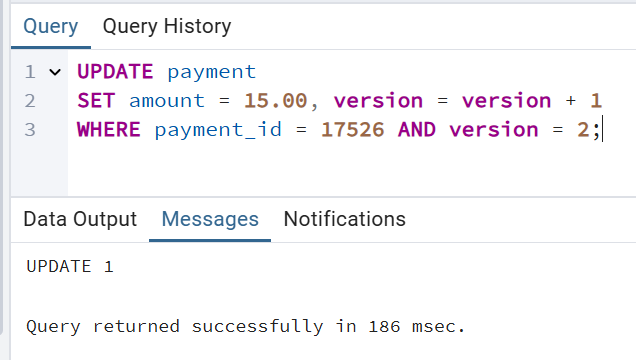 Query Query History
1 UPDATE payment
2 SET amount = 15.00, version = version + 1
3 WHERE payment_id = 17526 AND version = 2;
Data Output Messages Notifications
UPDATE 1
Query returned successfully in 186 msec.